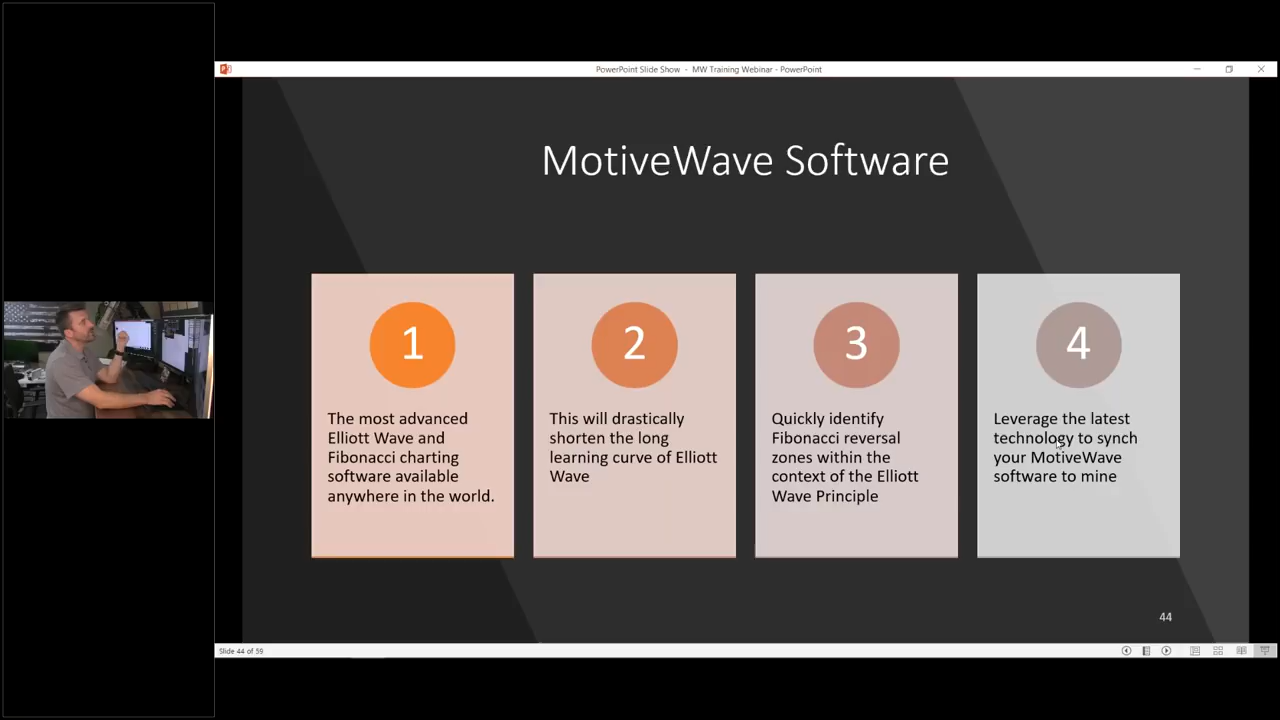 PowerPoint Slide Show - MW Training Webinar - PowerPoint
MotiveWave Software
1
The most advanced
Elliott Wave and
Fibonacci charting
software available
anywhere in the world.
2
This will drastically
shorten the long
learning curve of Elliott
Wave
3
Quickly identify
Fibonacci reversal
zones within the
context of the Elliott
Wave Principle
4
Leverage the latest
technology to synch
your MotiveWave
software to mine
44
Slide 44 of 59